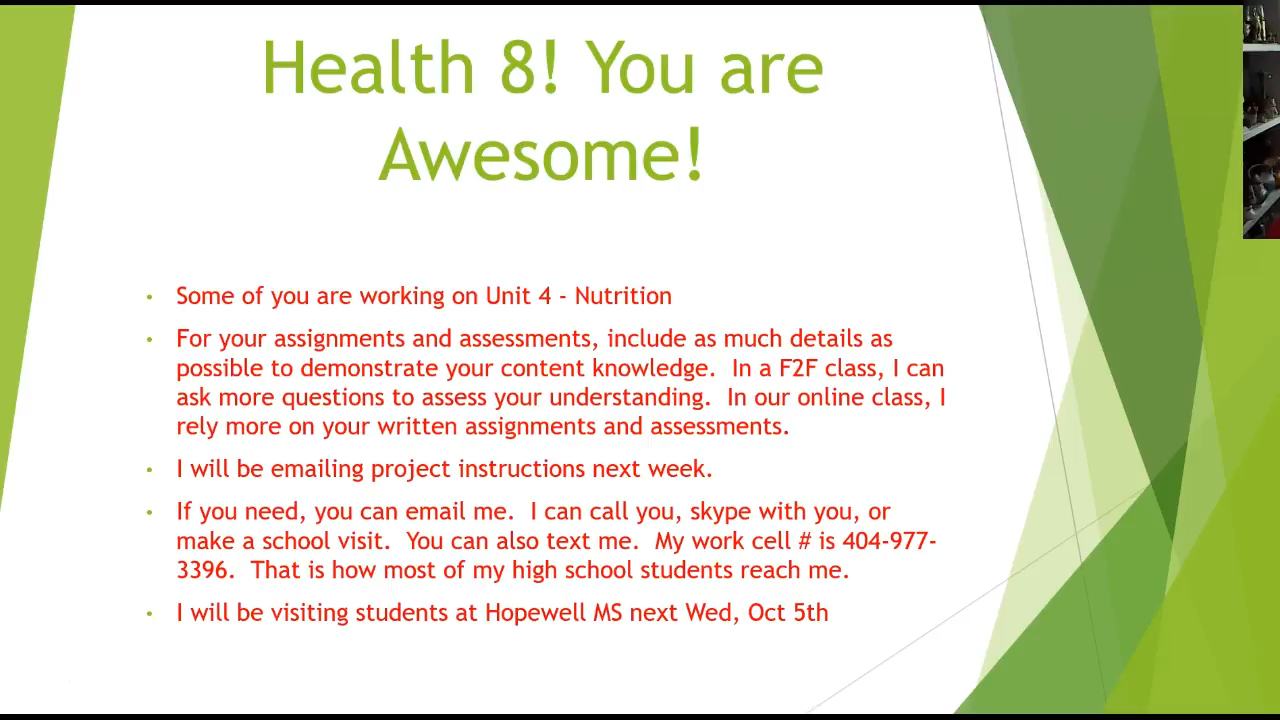 Health 8! You are
Awesome!
• Some of you are working on Unit 4 - Nutrition
• For your assignments and assessments, include as much details as
possible to demonstrate your content knowledge.  In a F2F class, I can
ask more questions to assess your understanding.  In our online class, I
rely more on your written assignments and assessments.
• I will be emailing project instructions next week.
• If you need, you can email me.  I can call you, skype with you, or
make a school visit.  You can also text me.  My work cell # is 404-977-
3396.  That is how most of my high school students reach me.
• I will be visiting students at Hopewell MS next Wed, Oct 5th